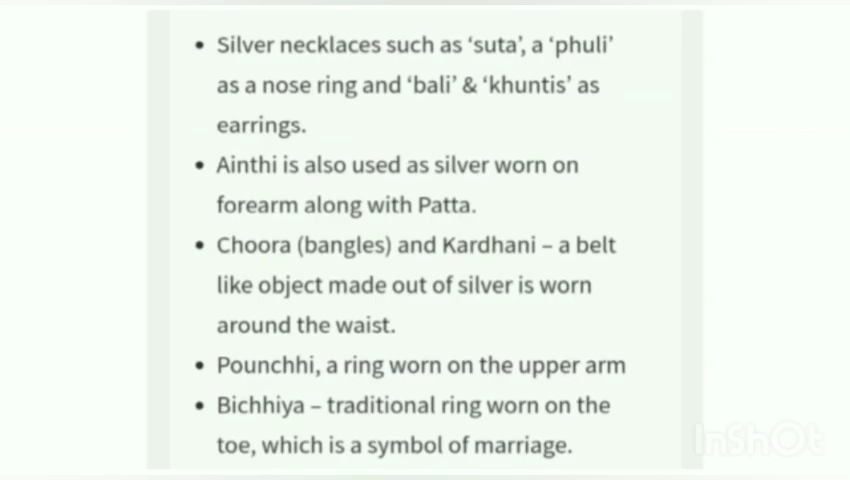 • Silver necklaces such as ‘suta’, a ‘phuli’
as a nose ring and ‘bali’ & ‘khuntis’ as
earrings.
• Ainthi is also used as silver worn on
forearm along with Patta.
• Choora (bangles) and Kardhani – a belt
like object made out of silver is worn
around the waist.
• Pounchhi, a ring worn on the upper arm
• Bichhiya – traditional ring worn on the
toe, which is a symbol of marriage.
InShOt